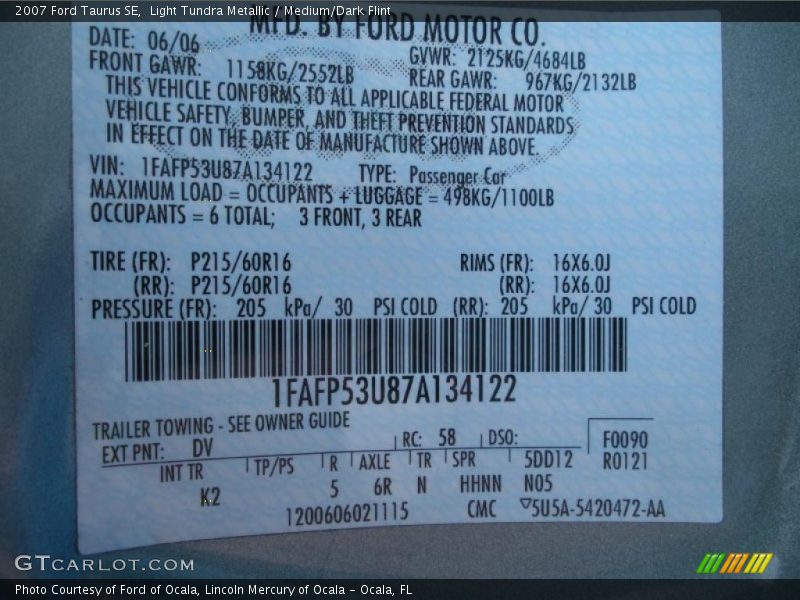 2007 Ford Taurus SE, Light Tundra Metallic / Medium/Dark Flint
MFD. BY FORD MOTOR CO.
DATE: 06/06 GVWR: 2125KG/4684LB
FRONT GAWR: 1158KG/2552LB REAR GAWR: 967KG/2132LB
THIS VEHICLE CONFORMS TO ALL APPLICABLE FEDERAL MOTOR
VEHICLE SAFETY, BUMPER, AND THEFT PREVENTION STANDARDS
IN EFFECT ON THE DATE OF MANUFACTURE SHOWN ABOVE.
VIN: 1FAFP53U87A134122 TYPE: Passenger Car
MAXIMUM LOAD = OCCUPANTS + LUGGAGE = 498KG/1100LB
OCCUPANTS = 6 TOTAL; 3 FRONT, 3 REAR
TIRE (FR): P215/60R16 RIMS (FR): 16X6.0J
(RR): P215/60R16 (RR): 16X6.0J
PRESSURE (FR): 205 kPa/ 30 PSI COLD (RR): 205 kPa/ 30 PSI COLD
1FAFP53U87A134122
TRAILER TOWING - SEE OWNER GUIDE
EXT PNT: DV RC: 58 DSO: F0090
INT TR TP/PS R AXLE TR SPR 5DD12 R0121
K2 5 6R N HHNN N05
1200606021115 CMC ▽5U5A-5420472-AA
GTCARLOT.COM
Photo Courtesy of Ford of Ocala, Lincoln Mercury of Ocala - Ocala, FL